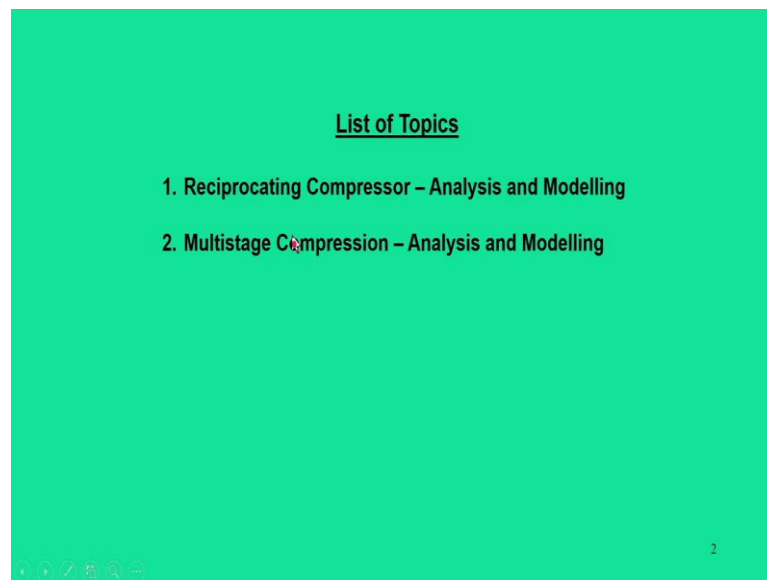 List of Topics
1. Reciprocating Compressor – Analysis and Modelling
2. Multistage Compression – Analysis and Modelling
2